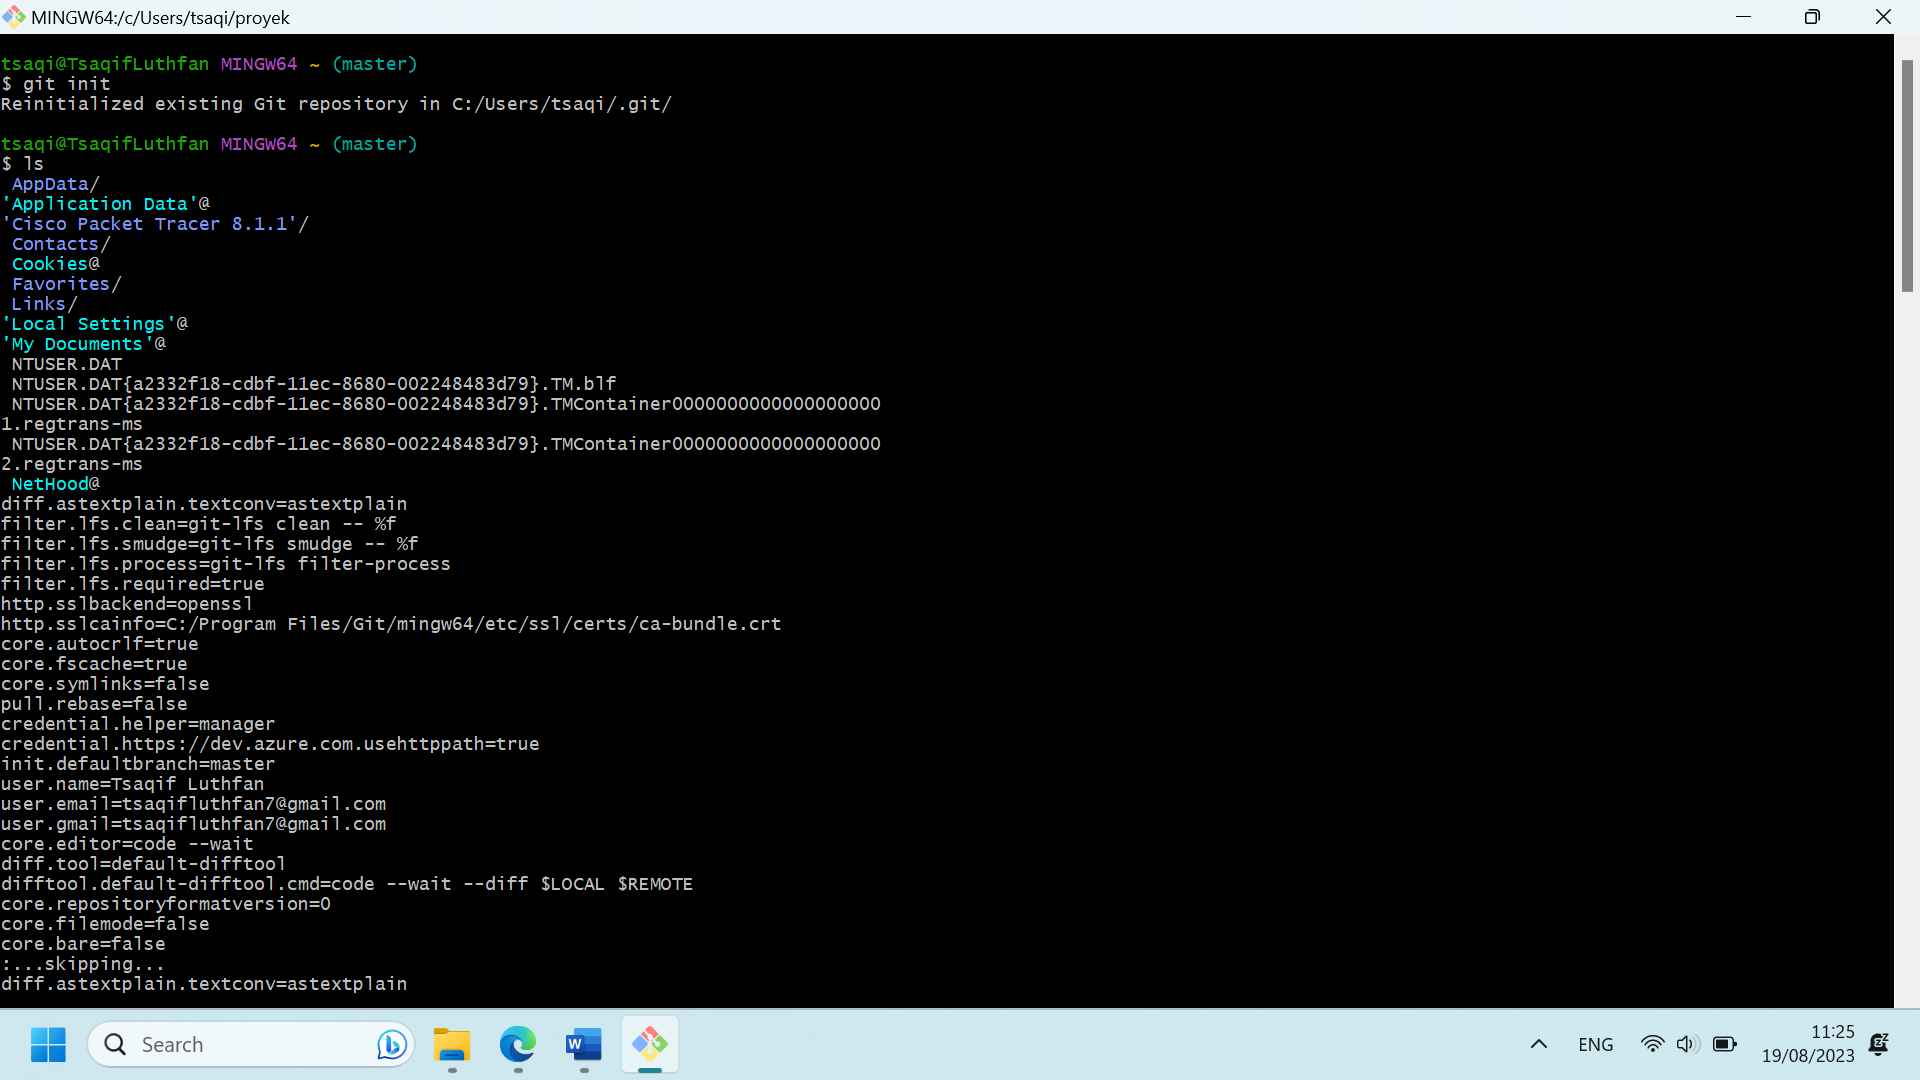 MINGW64:/c/Users/tsaqi/proyek
tsaqi@TsaqifLuthfan MINGW64 ~ (master)
$ git init
Reinitialized existing Git repository in C:/Users/tsaqi/.git/
tsaqi@TsaqifLuthfan MINGW64 ~ (master)
$ ls
AppData/
'Application Data'@
'Cisco Packet Tracer 8.1.1'/
Contacts/
Cookies@
Favorites/
Links/
'Local Settings'@
'My Documents'@
NTUSER.DAT
NTUSER.DAT{a2332f18-cdbf-11ec-8680-002248483d79}.TM.blf
NTUSER.DAT{a2332f18-cdbf-11ec-8680-002248483d79}.TMContainer0000000000000000000
1.regtrans-ms
NTUSER.DAT{a2332f18-cdbf-11ec-8680-002248483d79}.TMContainer0000000000000000000
2.regtrans-ms
NetHood@
diff.astextplain.textconv=astextplain
filter.lfs.clean=git-lfs clean -- %f
filter.lfs.smudge=git-lfs smudge -- %f
filter.lfs.process=git-lfs filter-process
filter.lfs.required=true
http.sslbackend=openssl
http.sslcainfo=C:/Program Files/Git/mingw64/etc/ssl/certs/ca-bundle.crt
core.autocrlf=true
core.fscache=true
core.symlinks=false
pull.rebase=false
credential.helper=manager
credential.https://dev.azure.com.usehttppath=true
init.defaultbranch=master
user.name=Tsaqif Luthfan
user.email=tsaqifluthfan7@gmail.com
user.gmail=tsaqifluthfan7@gmail.com
core.editor=code --wait
diff.tool=default-difftool
difftool.default-difftool.cmd=code --wait --diff $LOCAL $REMOTE
core.repositoryformatversion=0
core.filemode=false
core.bare=false
:...skipping...
diff.astextplain.textconv=astextplain
Search
ENG
11:25
19/08/2023